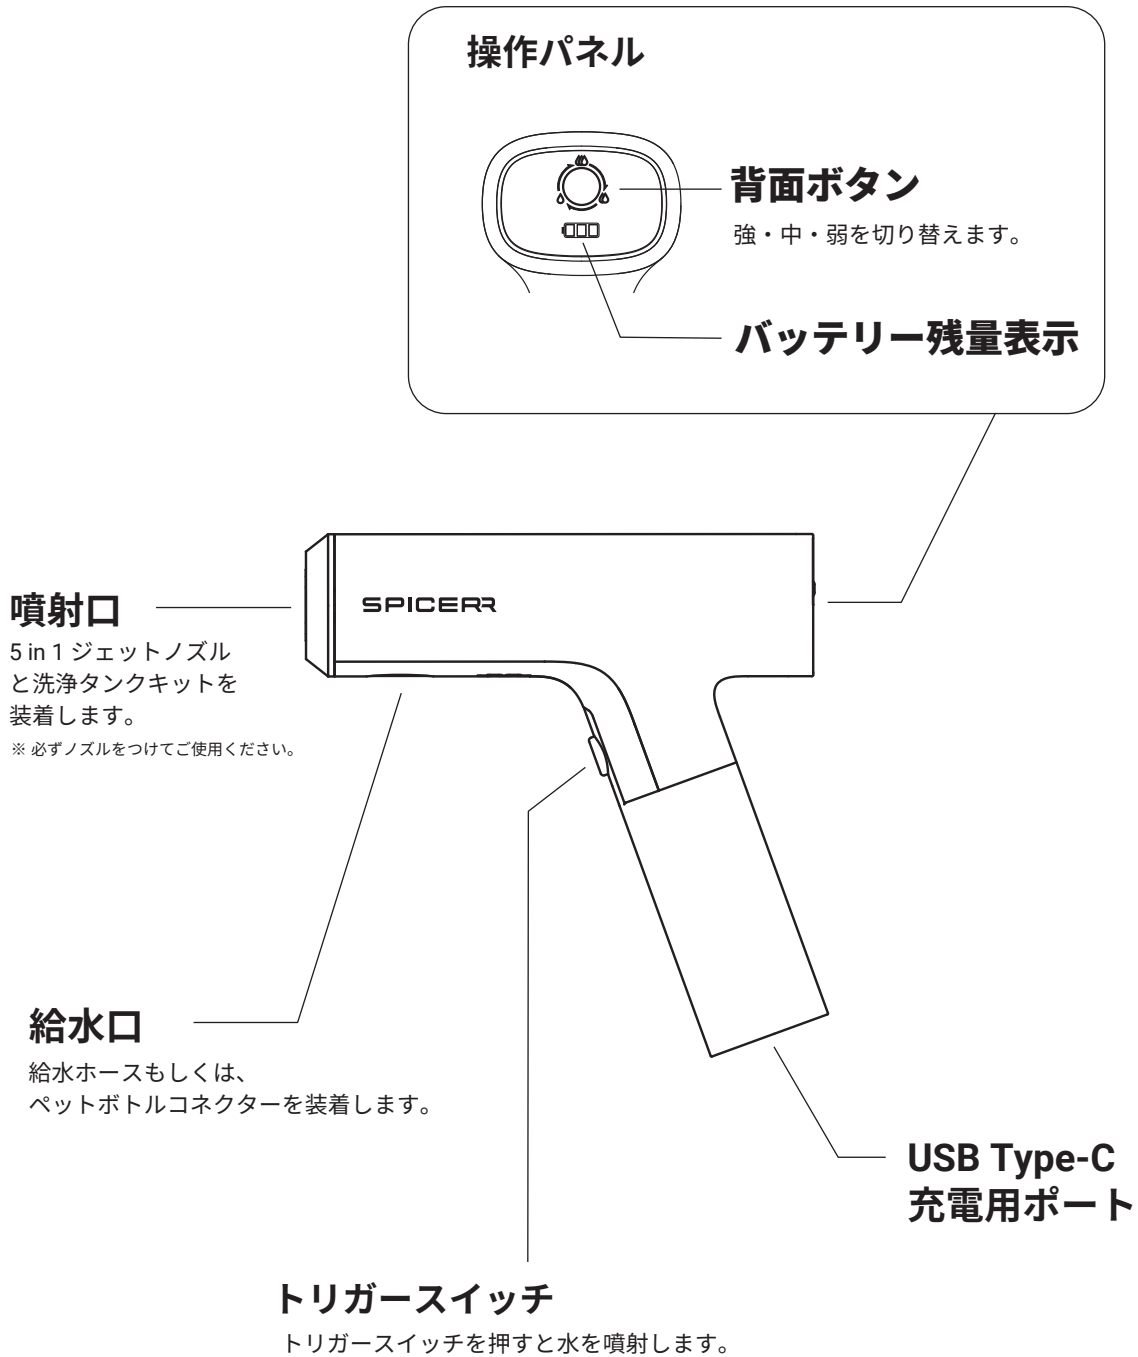 操作パネル
背面ボタン
強・中・弱を切り替えます。
バッテリー残量表示
SPICERR
噴射口
5 in 1 ジェットノズル
と洗浄タンクキットを
装着します。
※ 必ずノズルをつけてご使用ください。
給水口
給水ホースもしくは、
ペットボトルコネクターを装着します。
USB Type-C
充電用ポート
トリガースイッチ
トリガースイッチを押すと水を噴射します。